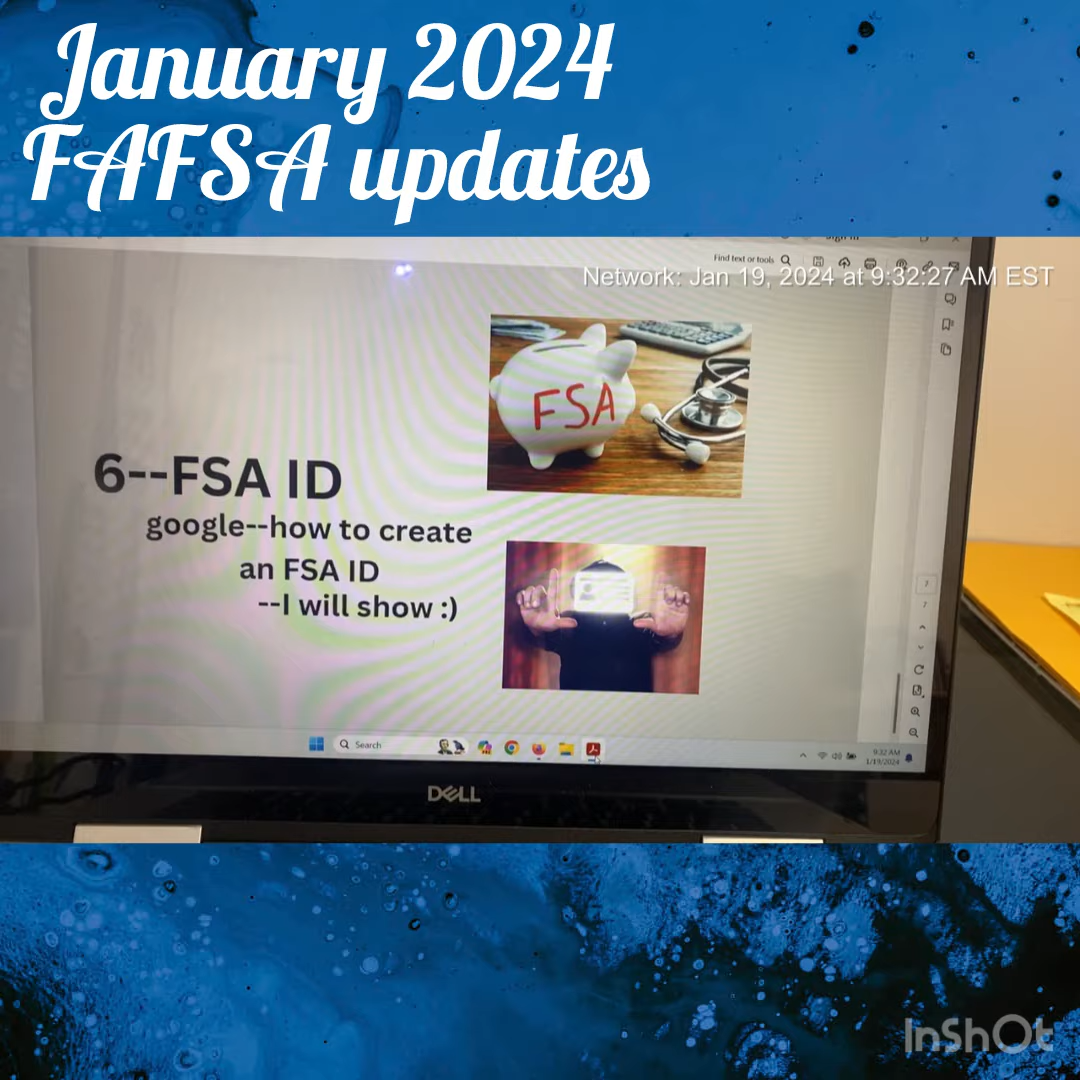 January 2024
FAFSA updates
Find text or tools
Network: Jan 19, 2024 at 9:32:27 AM EST
FSA
6--FSA ID
google--how to create
an FSA ID
--I will show :)
Search
9:32 AM
1/19/2024
DELL
InShOt